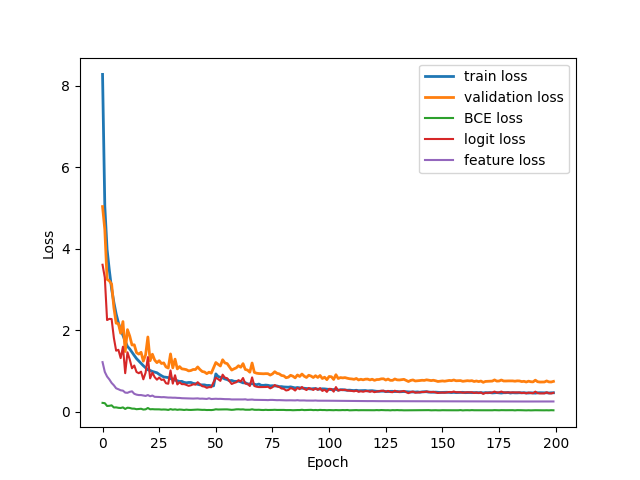 train loss
validation loss
BCE loss
logit loss
feature loss
8
6
4
2
0
Loss
0 25 50 75 100 125 150 175 200
Epoch